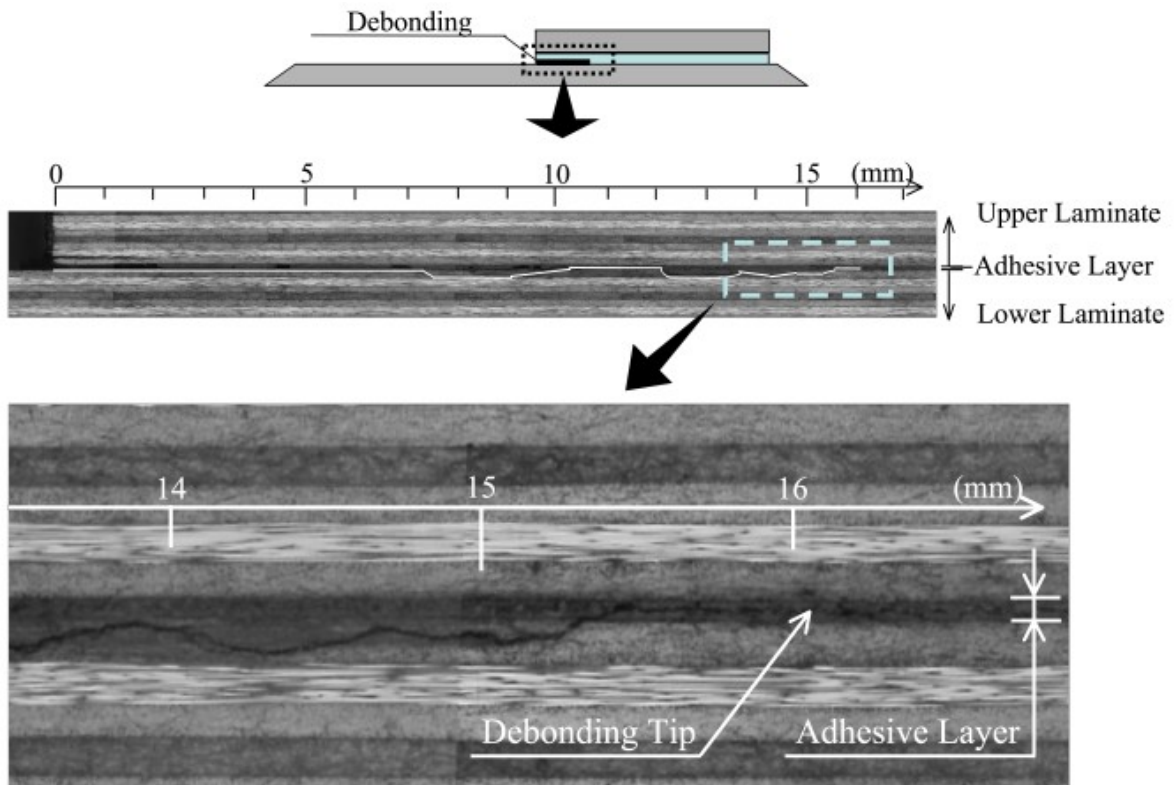 Debonding
0 5 10 15 (mm)
Upper Laminate
Adhesive Layer
Lower Laminate
14 15 16 (mm)
Debonding Tip
Adhesive Layer